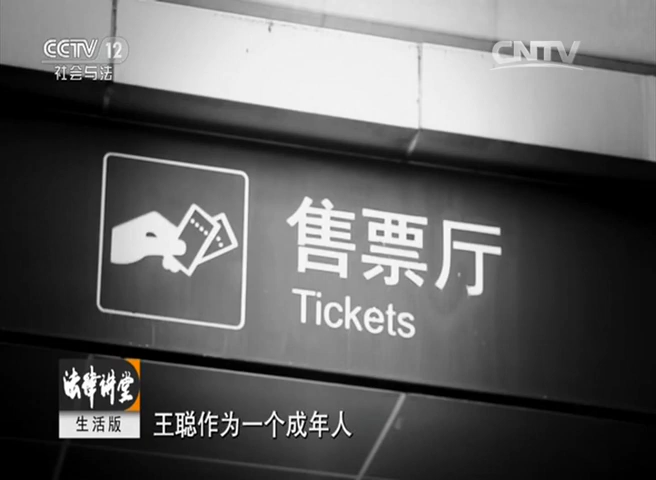 CCTV 12
社会与法
CNTV
售票厅
Tickets
法律讲堂
生活版
王聪作为一个成年人